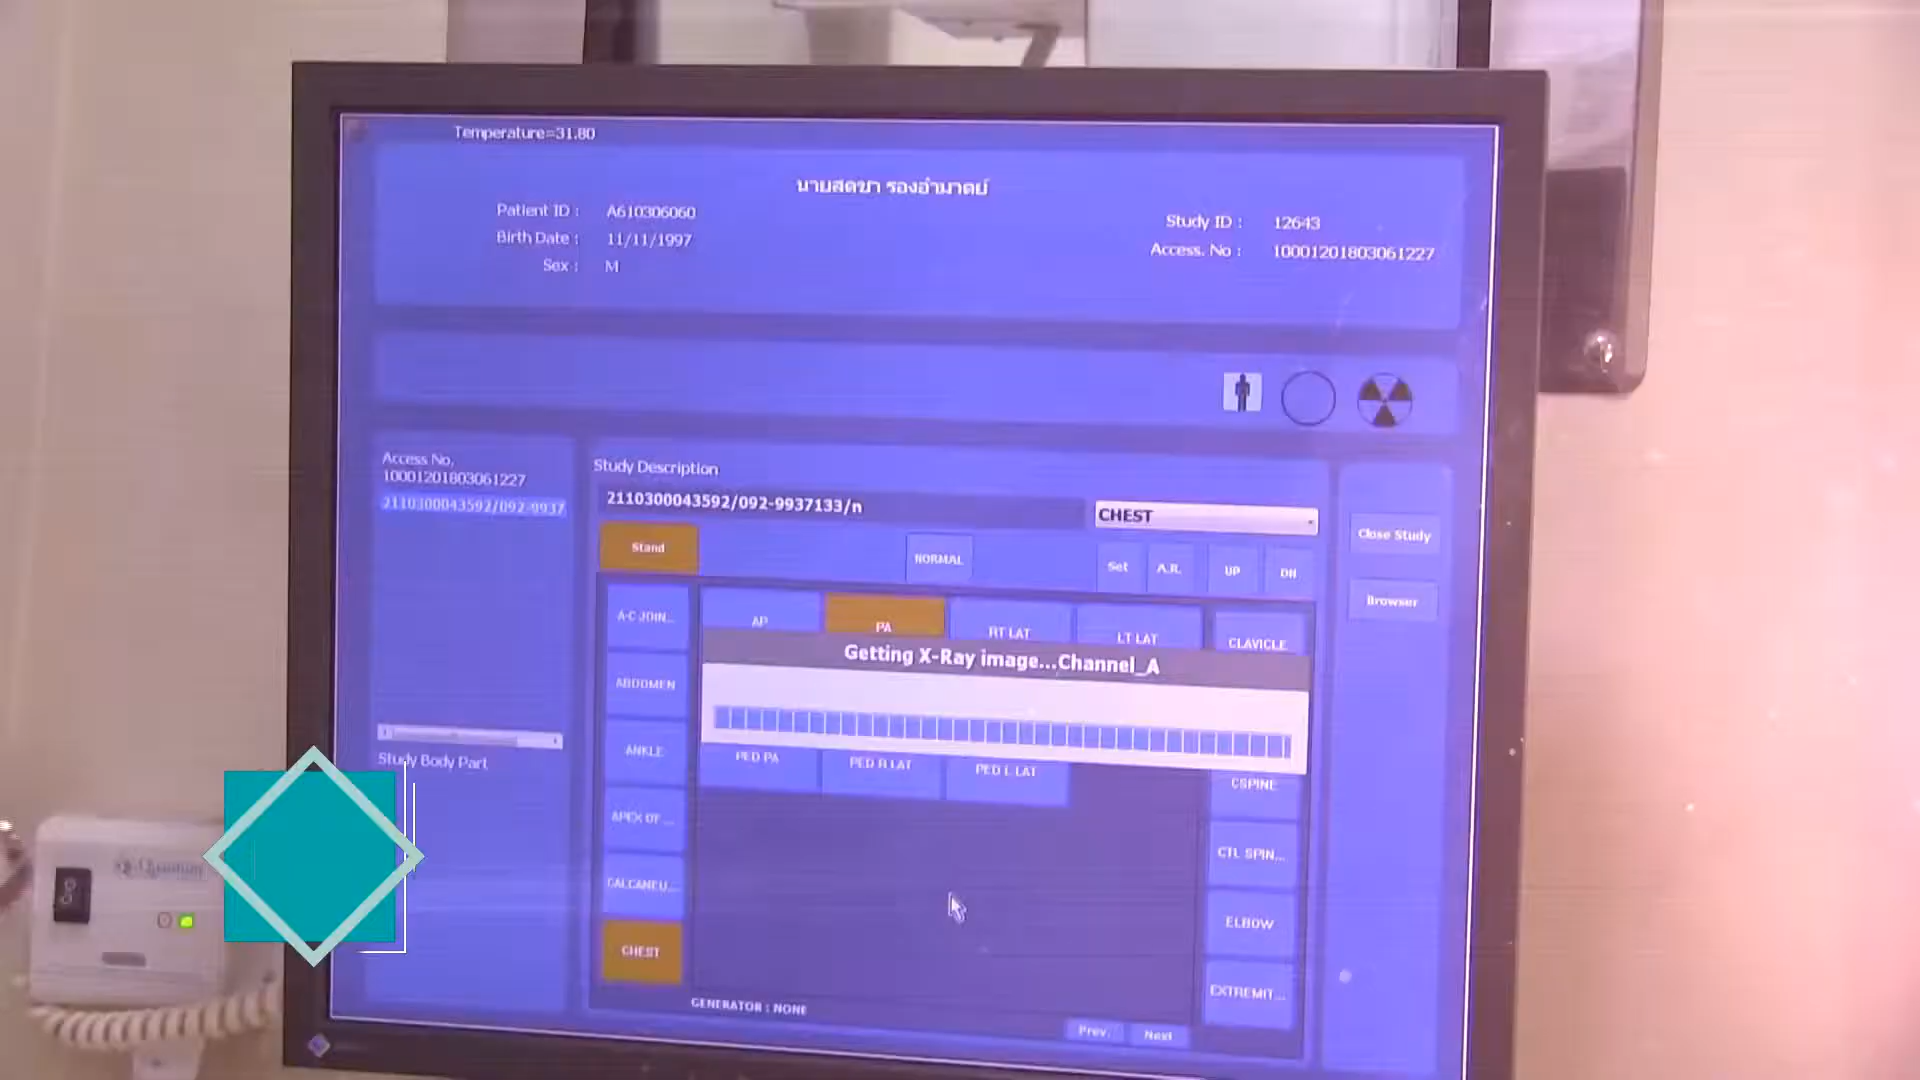 Temperature=31.80
นายสดขา รองอำมาตย์
Patient ID : A610306060
Birth Date : 11/11/1997
Sex : M
Study ID : 12643
Access. No : 10001201803061227
Access No.
10001201803061227
2110300043592/092-9937
Study Description
2110300043592/092-9937133/n
CHEST
Close Study
Browser
Stand
NORMAL
Set
A.R.
UP
DN
A-C JOIN...
ABDOMEN
ANKLE
APEX OF ...
CALCANEU...
CHEST
AP
PA
RT LAT
LT LAT
CLAVICLE
Getting X-Ray image...Channel_A
PED PA
PED R LAT
PED L LAT
CSPINE
CTL SPIN...
ELBOW
EXTREMIT...
Study Body Part
GENERATOR : NONE
Prev.
Next